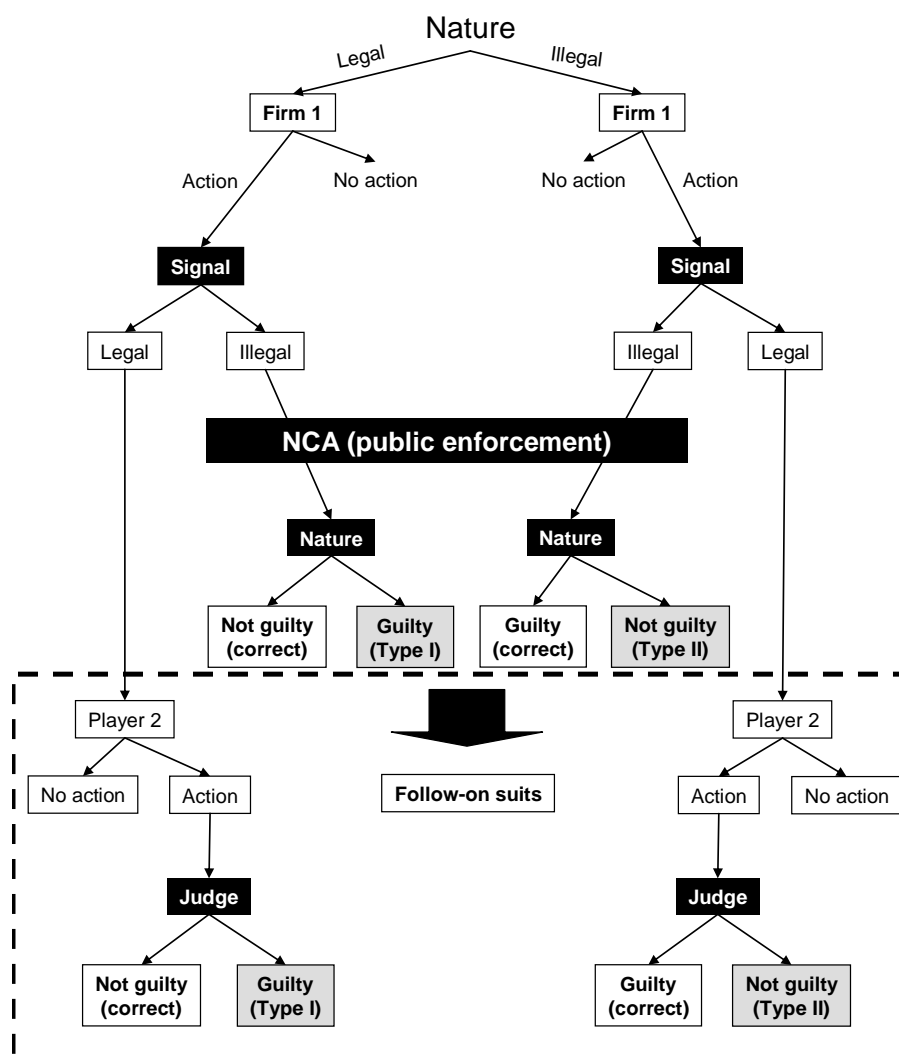 Nature
Legal
Illegal
Firm 1
Firm 1
Action
No action
No action
Action
Signal
Signal
Legal
Illegal
Illegal
Legal
NCA (public enforcement)
Nature
Nature
Not guilty
(correct)
Guilty
(Type I)
Guilty
(correct)
Not guilty
(Type II)
Player 2
Player 2
No action
Action
Follow-on suits
Action
No action
Judge
Judge
Not guilty
(correct)
Guilty
(Type I)
Guilty
(correct)
Not guilty
(Type II)